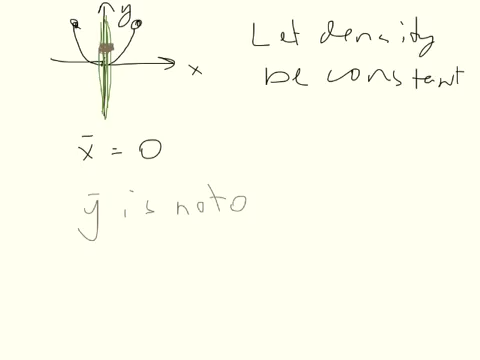 y
x
Let density
be constant
x̄ = 0
ȳ is not 0